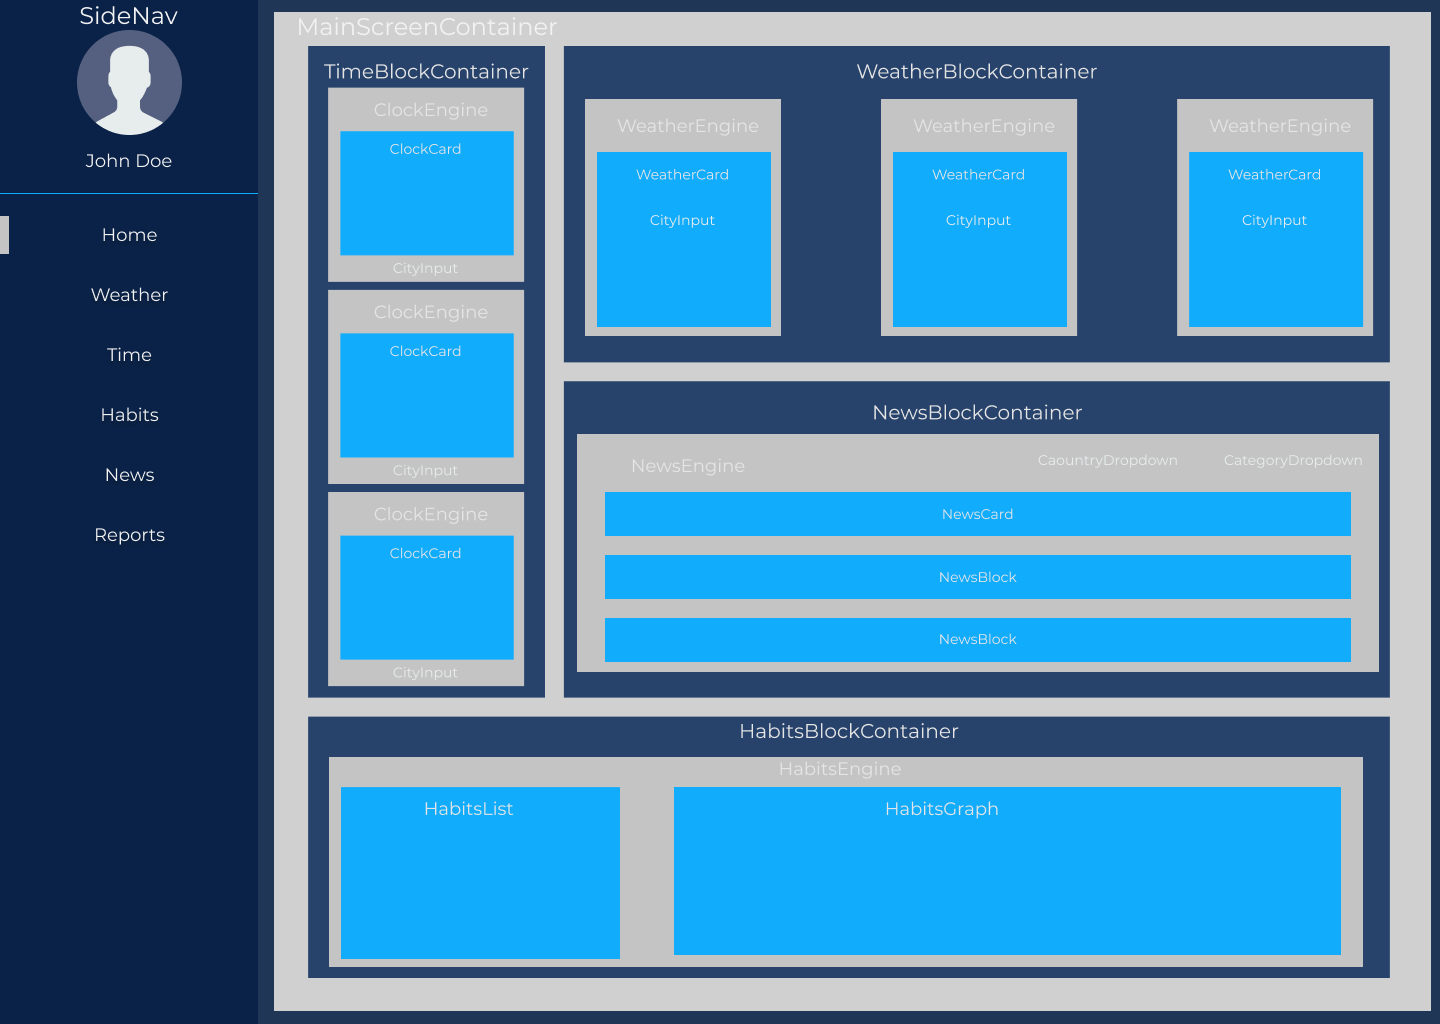 SideNav
John Doe
Home
Weather
Time
Habits
News
Reports
MainScreenContainer
TimeBlockContainer
ClockEngine
ClockCard
CityInput
ClockEngine
ClockCard
CityInput
ClockEngine
ClockCard
CityInput
WeatherBlockContainer
WeatherEngine
WeatherCard
CityInput
WeatherEngine
WeatherCard
CityInput
WeatherEngine
WeatherCard
CityInput
NewsBlockContainer
NewsEngine
CaountryDropdown
CategoryDropdown
NewsCard
NewsBlock
NewsBlock
HabitsBlockContainer
HabitsEngine
HabitsList
HabitsGraph